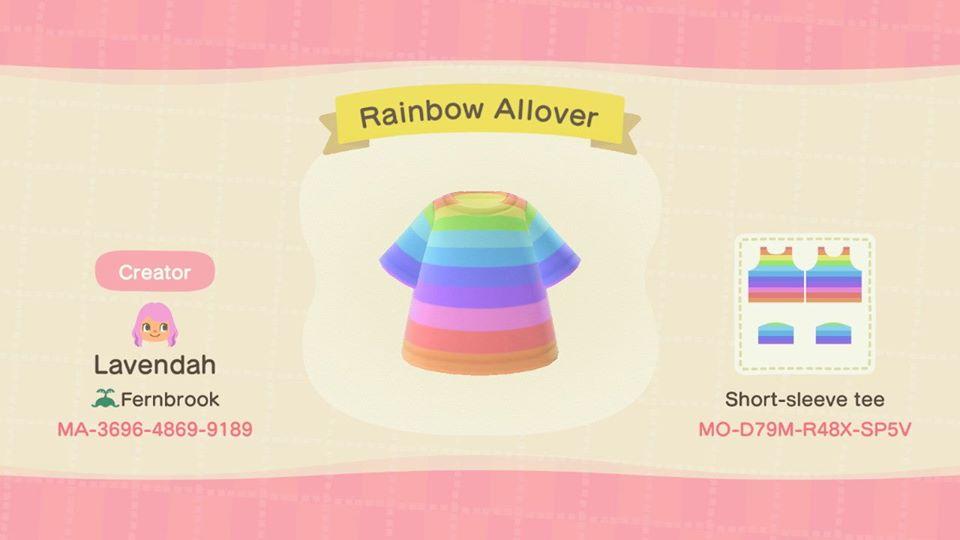 Rainbow Allover
Creator
Lavendah
Fernbrook
MA-3696-4869-9189
Short-sleeve tee
MO-D79M-R48X-SP5V